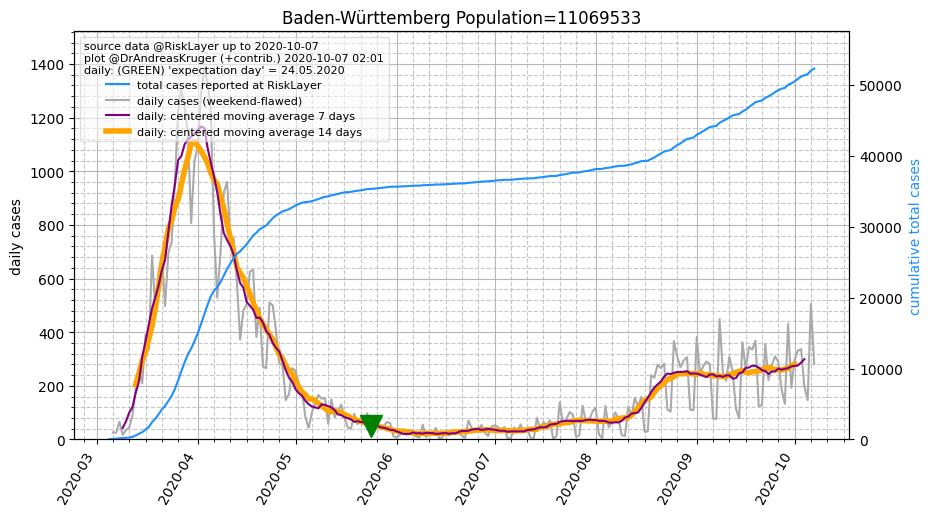 Baden-Württemberg Population=11069533
source data @RiskLayer up to 2020-10-07
plot @DrAndreasKruger (+contrib.) 2020-10-07 02:01
daily: (GREEN) 'expectation day' = 24.05.2020
total cases reported at RiskLayer
daily cases (weekend-flawed)
daily: centered moving average 7 days
daily: centered moving average 14 days
daily cases
1400
1200
1000
800
600
400
200
0
cumulative total cases
50000
40000
30000
20000
10000
0
2020-03
2020-04
2020-05
2020-06
2020-07
2020-08
2020-09
2020-10